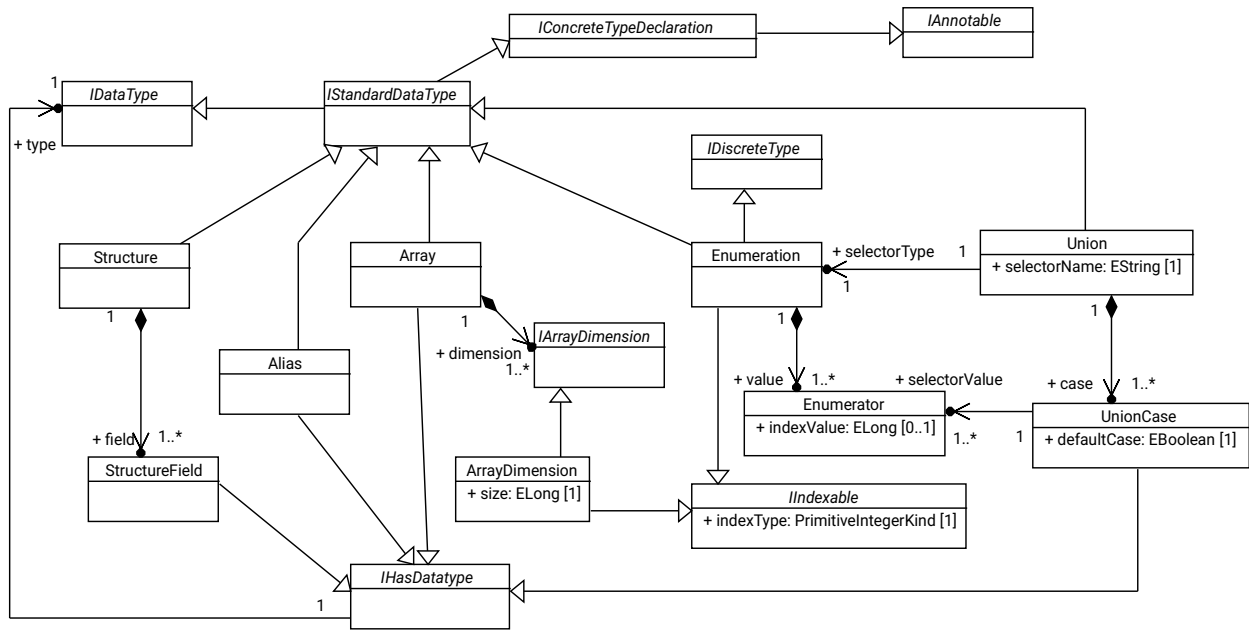 IConcreteTypeDeclaration
IAnnotable
1
IDataType
IStandardDataType
+ type
IDiscreteType
Structure
Array
Enumeration
+ selectorType
1
Union
+ selectorName: EString [1]
1
1
1
1
1
+ dimension
1..*
IArrayDimension
Alias
+ value
1..*
+ selectorValue
+ case
1..*
Enumerator
+ indexValue: ELong [0..1]
1..*
1
UnionCase
+ defaultCase: EBoolean [1]
+ field
1..*
StructureField
ArrayDimension
+ size: ELong [1]
IIndexable
+ indexType: PrimitiveIntegerKind [1]
IHasDatatype
1